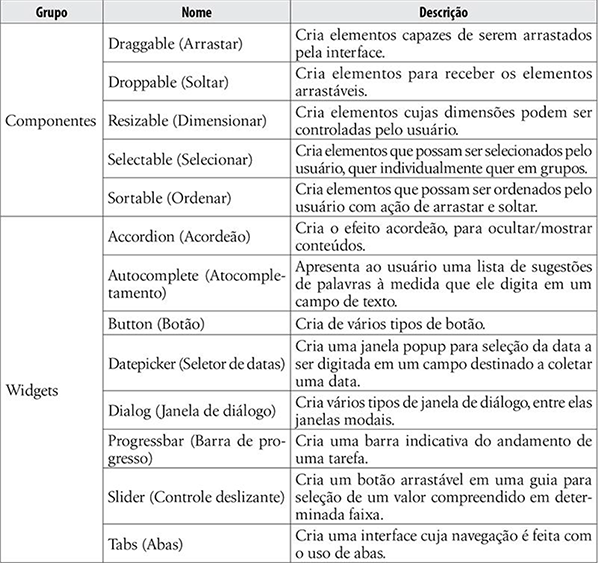 Grupo Nome Descrição
Componentes
Draggable (Arrastar)
Cria elementos capazes de serem arrastados
pela interface.
Droppable (Soltar)
Cria elementos para receber os elementos
arrastáveis.
Resizable (Dimensionar)
Cria elementos cujas dimensões podem ser
controladas pelo usuário.
Selectable (Selecionar)
Cria elementos que possam ser selecionados pelo
usuário, quer individualmente quer em grupos.
Sortable (Ordenar)
Cria elementos que possam ser ordenados pelo
usuário com ação de arrastar e soltar.
Widgets
Accordion (Acordeão)
Cria o efeito acordeão, para ocultar/mostrar
conteúdos.
Autocomplete (Atocomple-
tamento)
Apresenta ao usuário uma lista de sugestões
de palavras à medida que ele digita em um
campo de texto.
Button (Botão)
Cria de vários tipos de botão.
Datepicker (Seletor de datas)
Cria uma janela popup para seleção da data a
ser digitada em um campo destinado a coletar
uma data.
Dialog (Janela de diálogo)
Cria vários tipos de janela de diálogo, entre elas
janelas modais.
Progressbar (Barra de pro-
gresso)
Cria uma barra indicativa do andamento de
uma tarefa.
Slider (Controle deslizante)
Cria um botão arrastável em uma guia para
seleção de um valor compreendido em deter-
minada faixa.
Tabs (Abas)
Cria uma interface cuja navegação é feita com
o uso de abas.